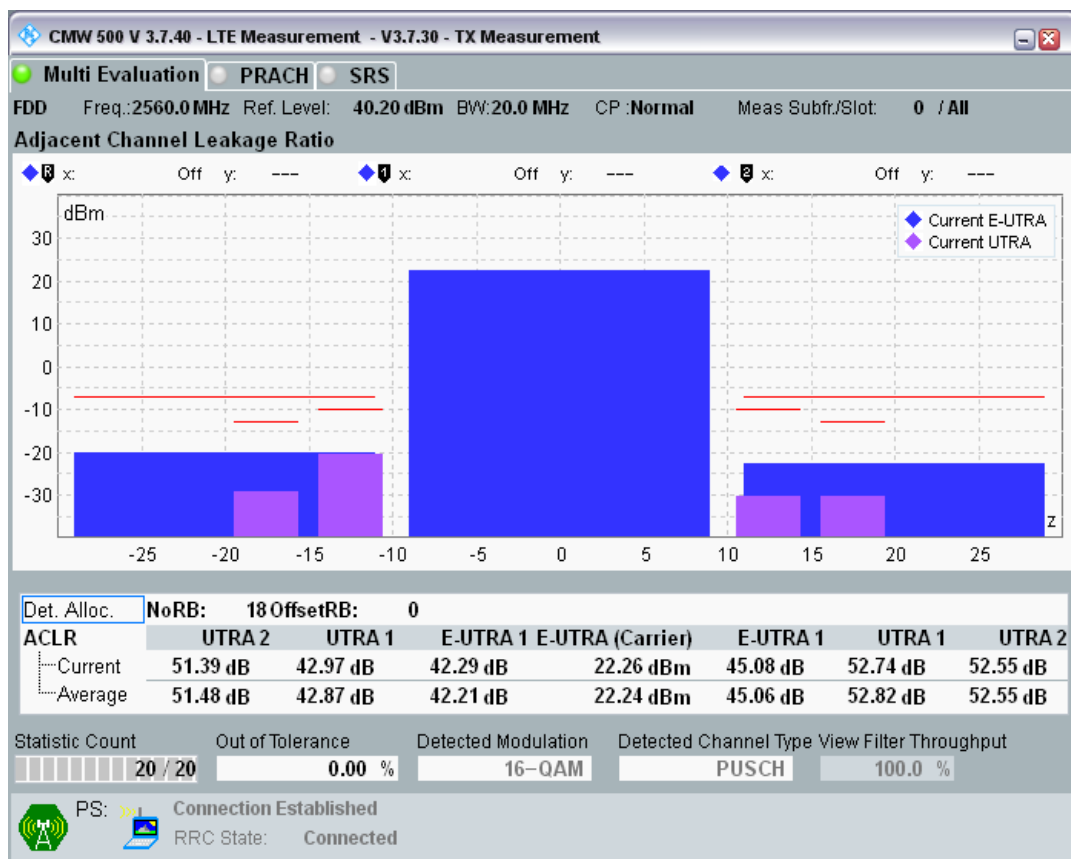 CMW 500 V 3.7.40 - LTE Measurement - V3.7.30 - TX Measurement
Multi Evaluation PRACH SRS
FDD Freq.:2560.0 MHz Ref. Level: 40.20 dBm BW:20.0 MHz CP :Normal Meas Subfr./Slot: 0 / All
Adjacent Channel Leakage Ratio
R x: Off y: --- 1 x: Off y: --- 2 x: Off y: ---
dBm
Current E-UTRA
Current UTRA
30
20
10
0
-10
-20
-30
z
-25 -20 -15 -10 -5 0 5 10 15 20 25
Det. Alloc. NoRB: 18 OffsetRB: 0
ACLR UTRA 2 UTRA 1 E-UTRA 1 E-UTRA (Carrier) E-UTRA 1 UTRA 1 UTRA 2
Current 51.39 dB 42.97 dB 42.29 dB 22.26 dBm 45.08 dB 52.74 dB 52.55 dB
Average 51.48 dB 42.87 dB 42.21 dB 22.24 dBm 45.06 dB 52.82 dB 52.55 dB
Statistic Count Out of Tolerance Detected Modulation Detected Channel Type View Filter Throughput
20 / 20 0.00 % 16-QAM PUSCH 100.0 %
PS: Connection Established
RRC State: Connected